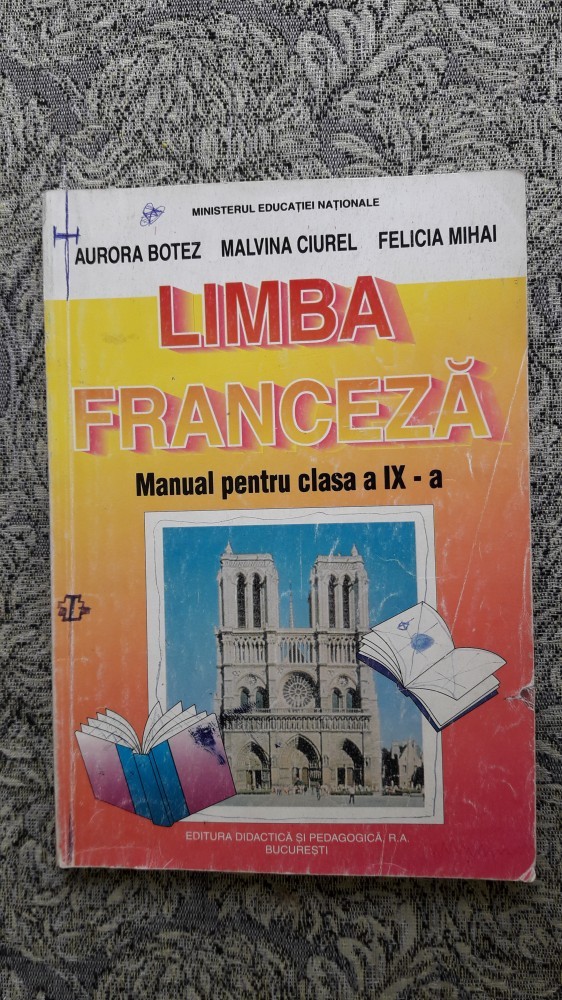 MINISTERUL EDUCAȚIEI NAȚIONALE
AURORA BOTEZ MALVINA CIUREL FELICIA MIHAI
LIMBA
FRANCEZĂ
Manual pentru clasa a IX - a
EDITURA DIDACTICĂ ȘI PEDAGOGICĂ, R.A.
BUCUREȘTI